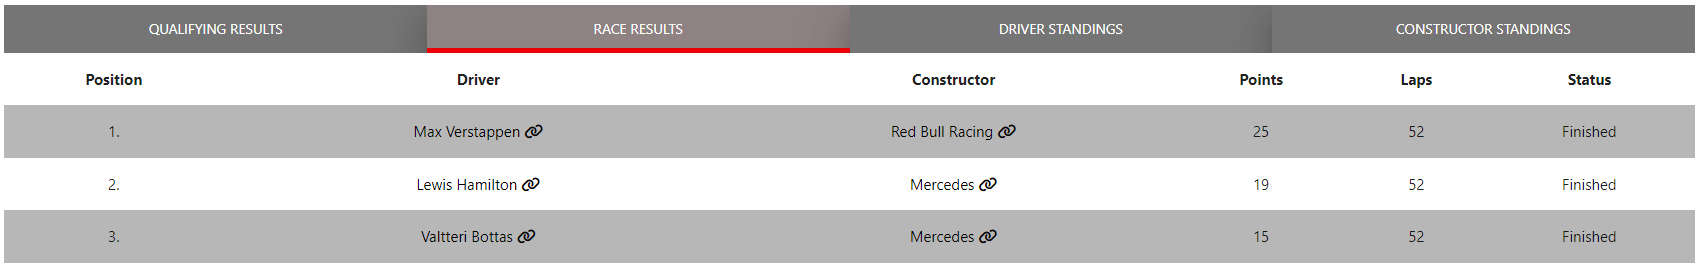 QUALIFYING RESULTS RACE RESULTS DRIVER STANDINGS CONSTRUCTOR STANDINGS
Position Driver Constructor Points Laps Status
1. Max Verstappen Red Bull Racing 25 52 Finished
2. Lewis Hamilton Mercedes 19 52 Finished
3. Valtteri Bottas Mercedes 15 52 Finished